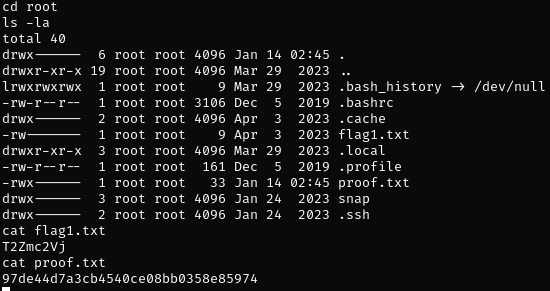 cd root
ls -la
total 40
drwx------  6 root root 4096 Jan 14 02:45 .
drwxr-xr-x 19 root root 4096 Mar 29  2023 ..
lrwxrwxrwx  1 root root    9 Mar 29  2023 .bash_history -> /dev/null
-rw-r--r--  1 root root 3106 Dec  5  2019 .bashrc
drwx------  2 root root 4096 Apr  3  2023 .cache
-rw-------  1 root root    9 Apr  3  2023 flag1.txt
drwxr-xr-x  3 root root 4096 Mar 29  2023 .local
-rw-r--r--  1 root root  161 Dec  5  2019 .profile
-rwx------  1 root root   33 Jan 14 02:45 proof.txt
drwx------  3 root root 4096 Jan 24  2023 snap
drwx------  2 root root 4096 Jan 24  2023 .ssh
cat flag1.txt
T2Zmc2Vj
cat proof.txt
97de44d7a3cb4540ce08bb0358e85974